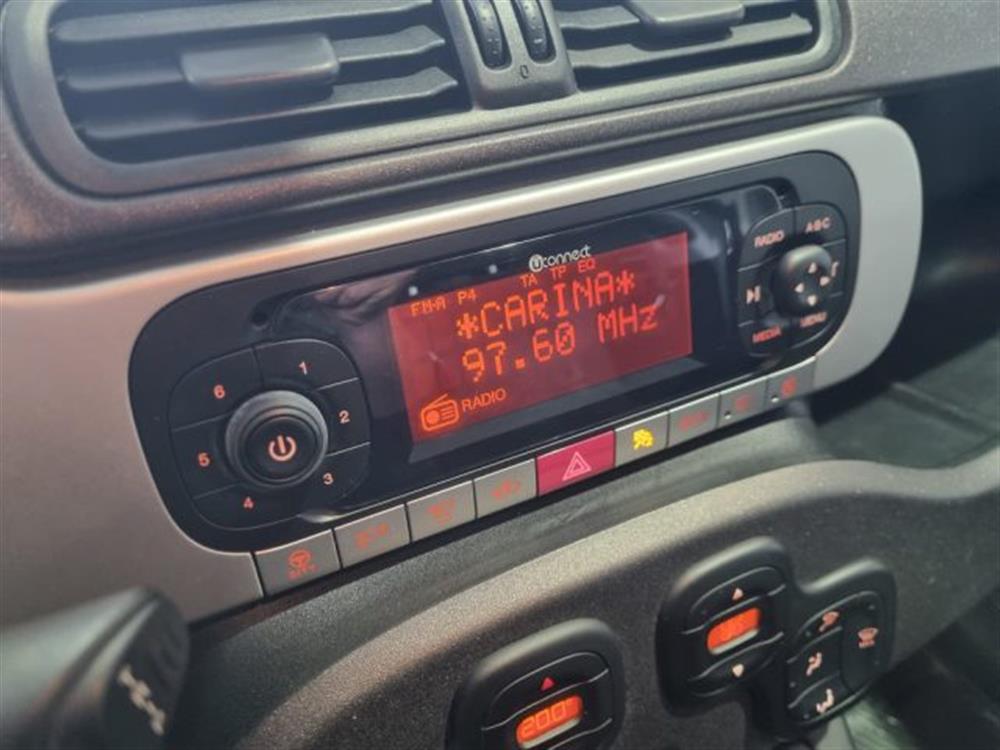 uconnect
TA TP EQ
FM-A P4
*CARINA*
97.60 MHz
RADIO
RADIO
A-B-C
MEDIA
MENU
6
1
2
5
3
4
CITY
20.0°